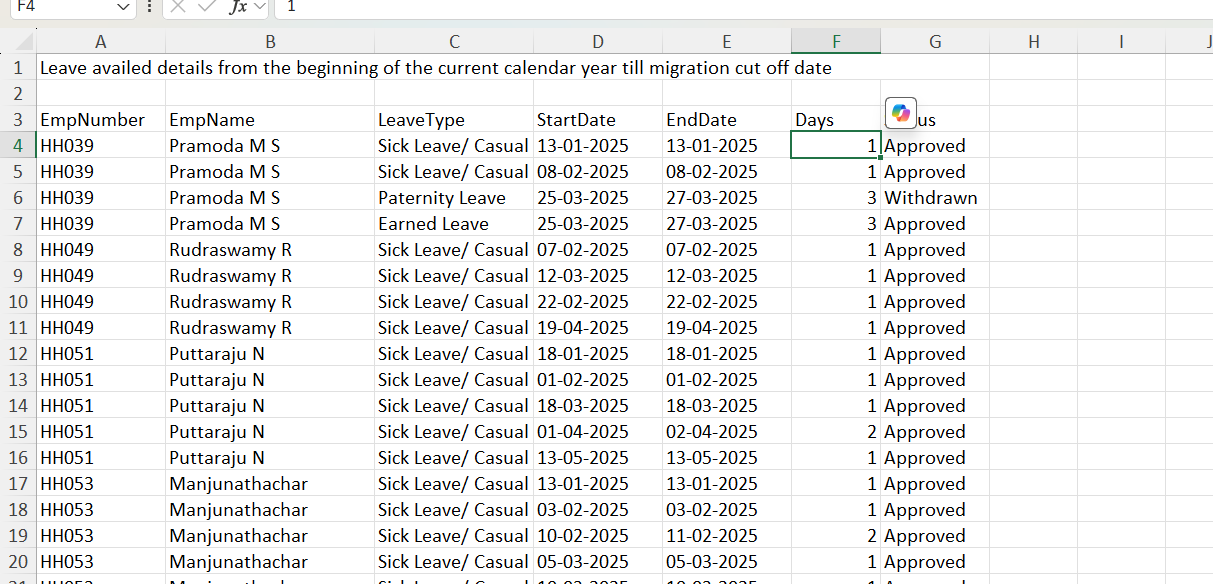 F4 fx 1
A B C D E F G H I J
1 Leave availed details from the beginning of the current calendar year till migration cut off date
2
3 EmpNumber EmpName LeaveType StartDate EndDate Days us
4 HH039 Pramoda M S Sick Leave/ Casual 13-01-2025 13-01-2025 1 Approved
5 HH039 Pramoda M S Sick Leave/ Casual 08-02-2025 08-02-2025 1 Approved
6 HH039 Pramoda M S Paternity Leave 25-03-2025 27-03-2025 3 Withdrawn
7 HH039 Pramoda M S Earned Leave 25-03-2025 27-03-2025 3 Approved
8 HH049 Rudraswamy R Sick Leave/ Casual 07-02-2025 07-02-2025 1 Approved
9 HH049 Rudraswamy R Sick Leave/ Casual 12-03-2025 12-03-2025 1 Approved
10 HH049 Rudraswamy R Sick Leave/ Casual 22-02-2025 22-02-2025 1 Approved
11 HH049 Rudraswamy R Sick Leave/ Casual 19-04-2025 19-04-2025 1 Approved
12 HH051 Puttaraju N Sick Leave/ Casual 18-01-2025 18-01-2025 1 Approved
13 HH051 Puttaraju N Sick Leave/ Casual 01-02-2025 01-02-2025 1 Approved
14 HH051 Puttaraju N Sick Leave/ Casual 18-03-2025 18-03-2025 1 Approved
15 HH051 Puttaraju N Sick Leave/ Casual 01-04-2025 02-04-2025 2 Approved
16 HH051 Puttaraju N Sick Leave/ Casual 13-05-2025 13-05-2025 1 Approved
17 HH053 Manjunathachar Sick Leave/ Casual 13-01-2025 13-01-2025 1 Approved
18 HH053 Manjunathachar Sick Leave/ Casual 03-02-2025 03-02-2025 1 Approved
19 HH053 Manjunathachar Sick Leave/ Casual 10-02-2025 11-02-2025 2 Approved
20 HH053 Manjunathachar Sick Leave/ Casual 05-03-2025 05-03-2025 1 Approved